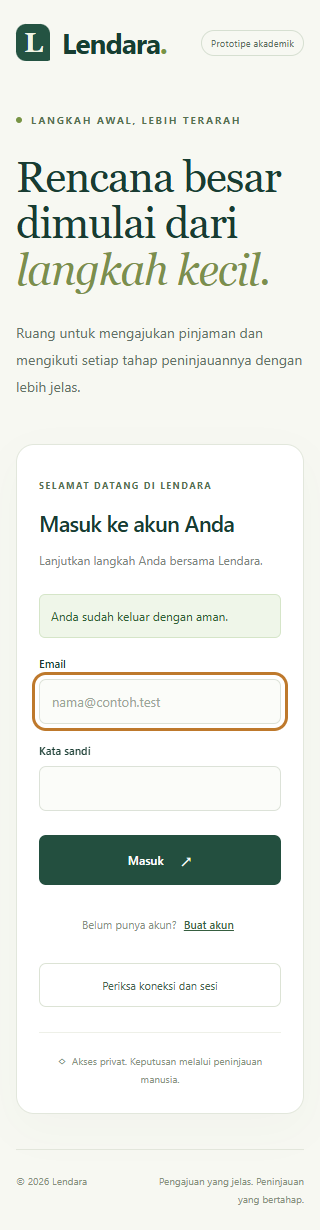 L Lendara.
Prototipe akademik
LANGKAH AWAL, LEBIH TERARAH
Rencana besar
dimulai dari
langkah kecil.
Ruang untuk mengajukan pinjaman dan
mengikuti setiap tahap peninjauannya dengan
lebih jelas.
SELAMAT DATANG DI LENDARA
Masuk ke akun Anda
Lanjutkan langkah Anda bersama Lendara.
Anda sudah keluar dengan aman.
Email
nama@contoh.test
Kata sandi
Masuk ↗
Belum punya akun? Buat akun
Periksa koneksi dan sesi
Akses privat. Keputusan melalui peninjauan
manusia.
© 2026 Lendara
Pengajuan yang jelas. Peninjauan
yang bertahap.